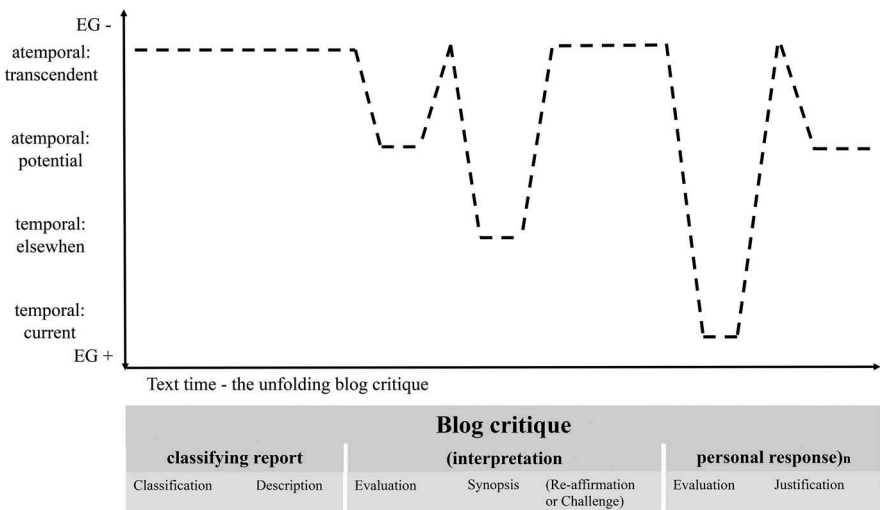 EG -
atemporal:
transcendent
atemporal:
potential
temporal:
elsewhen
temporal:
current
EG +
Text time - the unfolding blog critique
Blog critique
classifying report (interpretation personal response)n
Classification Description Evaluation Synopsis (Re-affirmation Evaluation Justification
or Challenge)